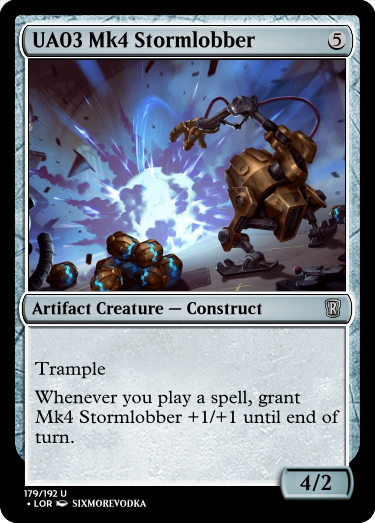 UA03 Mk4 Stormlobber
5
Artifact Creature — Construct
R
Trample
Whenever you play a spell, grant
Mk4 Stormlobber +1/+1 until end of
turn.
4/2
179/192 U
• LOR SIXMOREVODKA